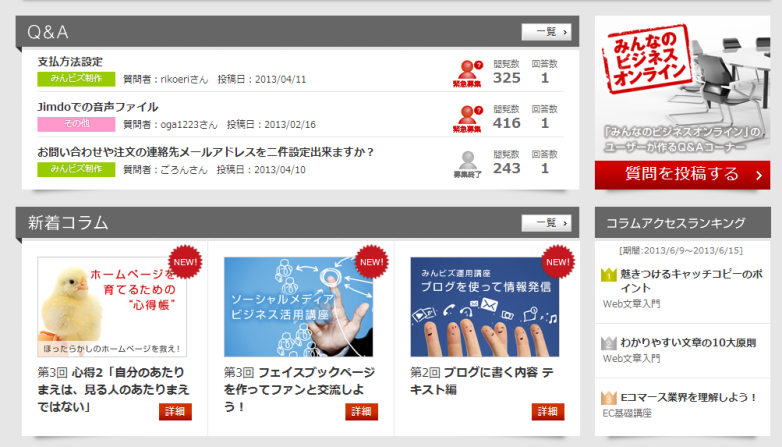 Q&A
一覧
支払方法設定
みんビズ制作 質問者：rikoeriさん 投稿日：2013/04/11
緊急募集
閲覧数 回答数
325 1
Jimdoでの音声ファイル
その他 質問者：oga1223さん 投稿日：2013/02/16
緊急募集
閲覧数 回答数
416 1
お問い合わせや注文の連絡先メールアドレスを二件設定出来ますか？
みんビズ制作 質問者：ごろんさん 投稿日：2013/04/10
募集終了
閲覧数 回答数
243 1
みんなの
ビジネス
オンライン
「みんなのビジネスオンライン」の
ユーザーが作るQ&Aコーナー
質問を投稿する
新着コラム
一覧
NEW!
ホームページを
育てるための
“心得帳”
ほったらかしのホームページを救え！
第3回 心得2「自分のあたり
まえは、見る人のあたりまえ
ではない」
詳細
NEW!
ソーシャルメディア
ビジネス活用講座
第3回 フェイスブックページ
を作ってファンと交流しよ
う！
詳細
NEW!
みんビズ運用講座
ブログを使って情報発信
第2回 ブログに書く内容 テ
キスト編
詳細
コラムアクセスランキング
[期間:2013/6/9～2013/6/15]
1
魅きつけるキャッチコピーのポ
イント
Web文章入門
2
わかりやすい文章の10大原則
Web文章入門
3
Eコマース業界を理解しよう！
EC基礎講座